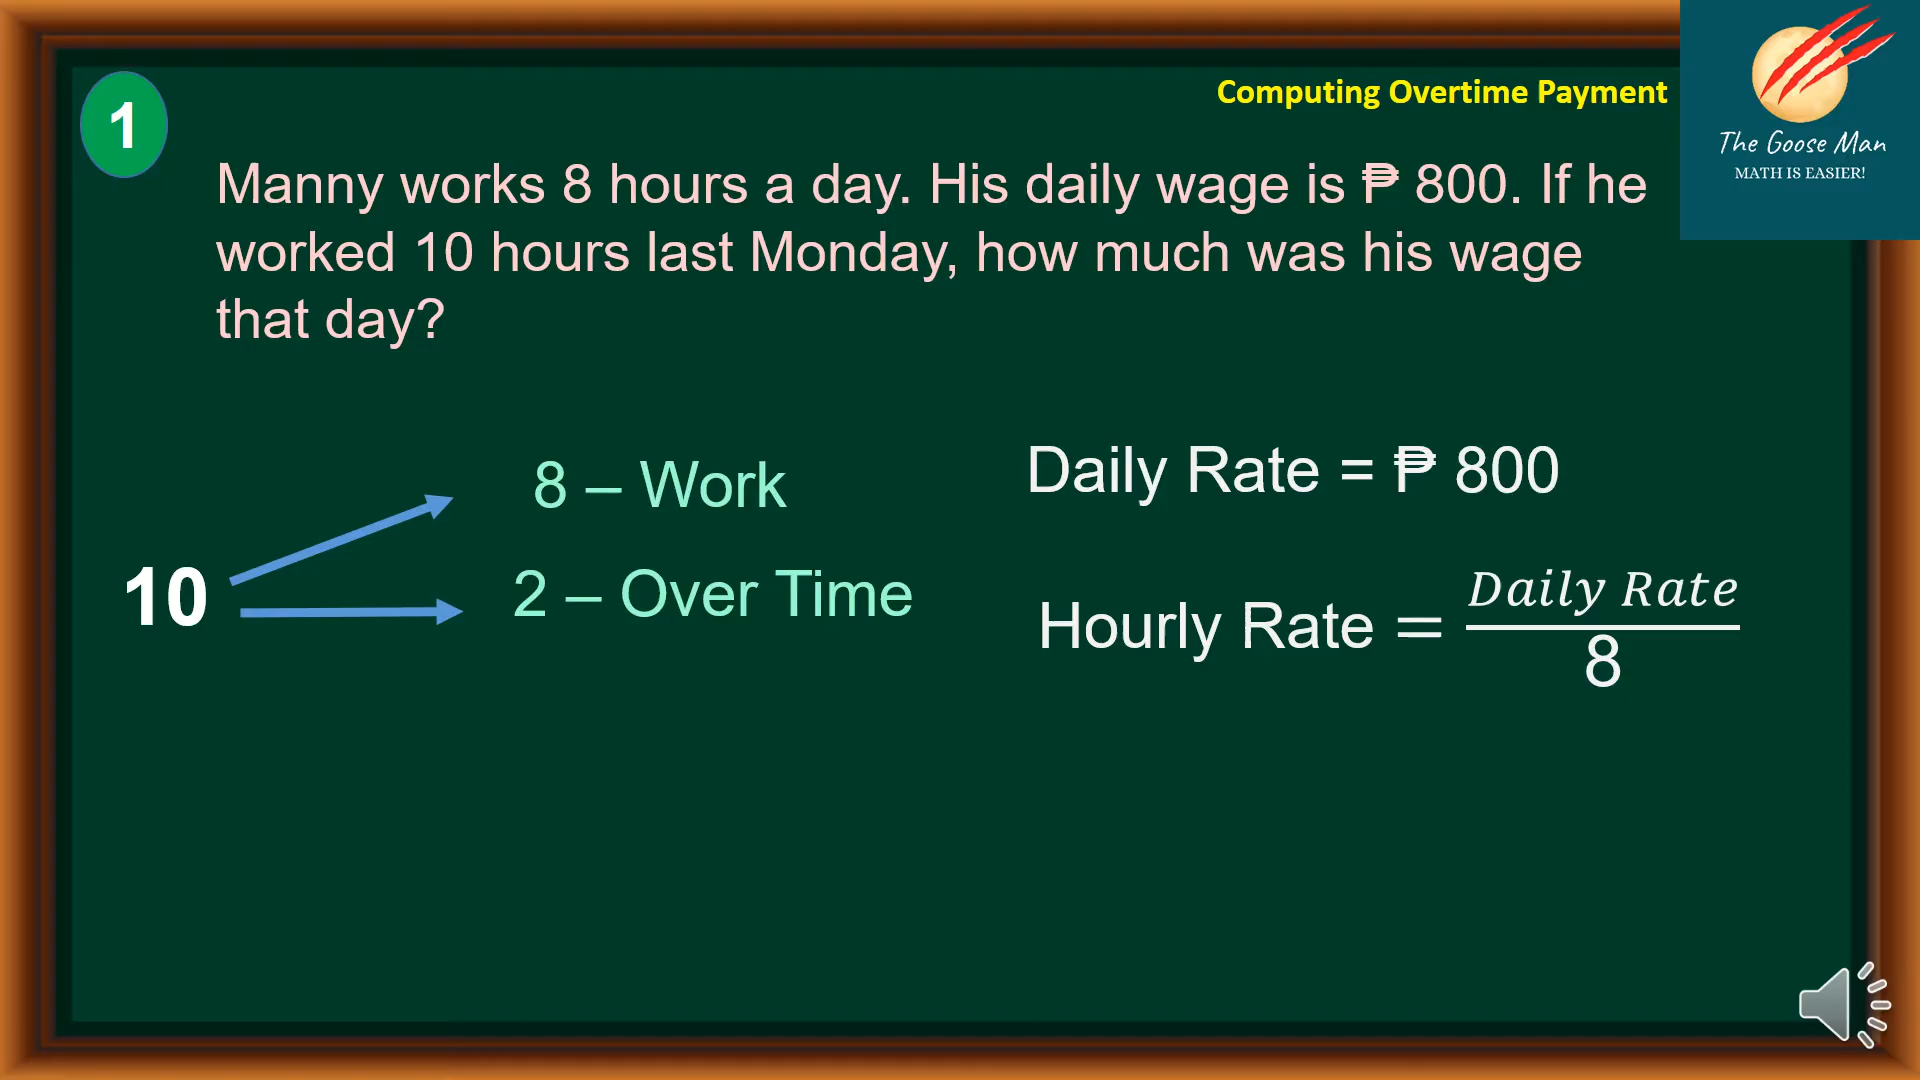 1
Computing Overtime Payment
The Goose Man
MATH IS EASIER!
Manny works 8 hours a day. His daily wage is ₱ 800. If he
worked 10 hours last Monday, how much was his wage
that day?
10
8 – Work
2 – Over Time
Daily Rate = ₱ 800
Hourly Rate = Daily Rate / 8